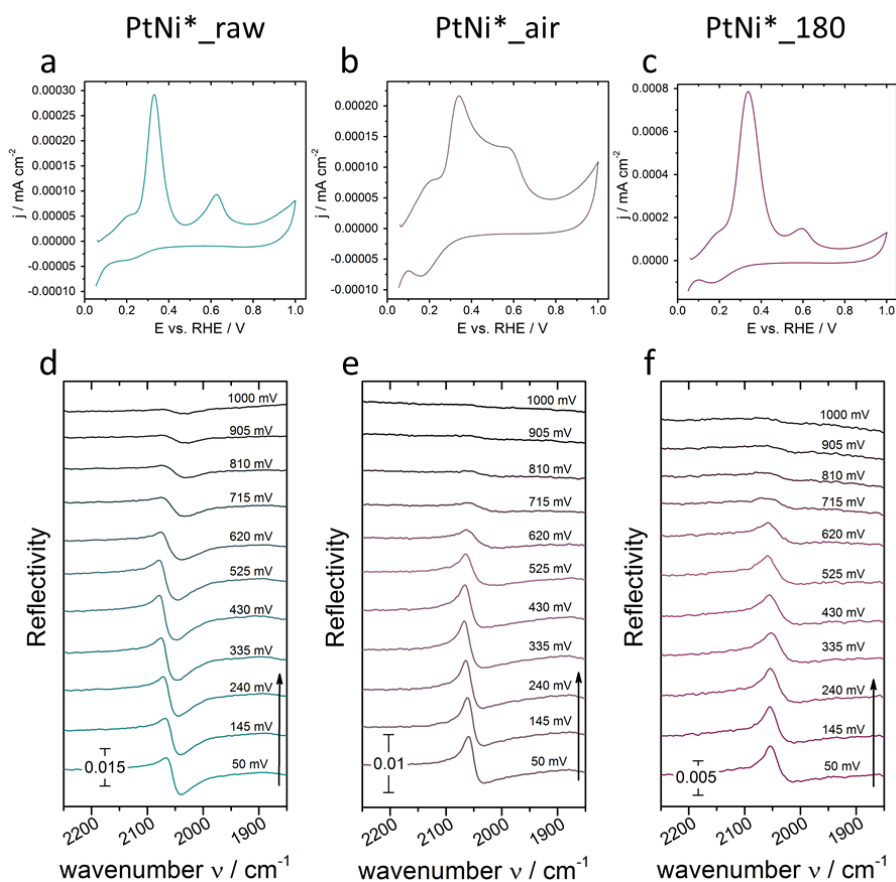 PtNi*_raw PtNi*_air PtNi*_180
a b c
0.00030
0.00025
0.00020
0.00015
0.00010
0.00005
0.00000
-0.00005
-0.00010
j / mA cm-2
0.0 0.2 0.4 0.6 0.8 1.0
E vs. RHE / V
0.00020
0.00015
0.00010
0.00005
0.00000
-0.00005
-0.00010
j / mA cm-2
0.0 0.2 0.4 0.6 0.8 1.0
E vs. RHE / V
0.0008
0.0006
0.0004
-0.0002
0.0000
j / mA cm-2
0.0 0.2 0.4 0.6 0.8 1.0
E vs. RHE / V
d e f
1000 mV
905 mV
810 mV
715 mV
620 mV
525 mV
430 mV
335 mV
240 mV
145 mV
50 mV
0.015
Reflectivity
2200 2100 2000 1900
wavenumber ν / cm-1
1000 mV
905 mV
810 mV
715 mV
620 mV
525 mV
430 mV
335 mV
240 mV
145 mV
50 mV
0.01
Reflectivity
2200 2100 2000 1900
wavenumber ν / cm-1
1000 mV
905 mV
810 mV
715 mV
620 mV
525 mV
430 mV
335 mV
240 mV
145 mV
50 mV
0.005
Reflectivity
2200 2100 2000 1900
wavenumber ν / cm-1